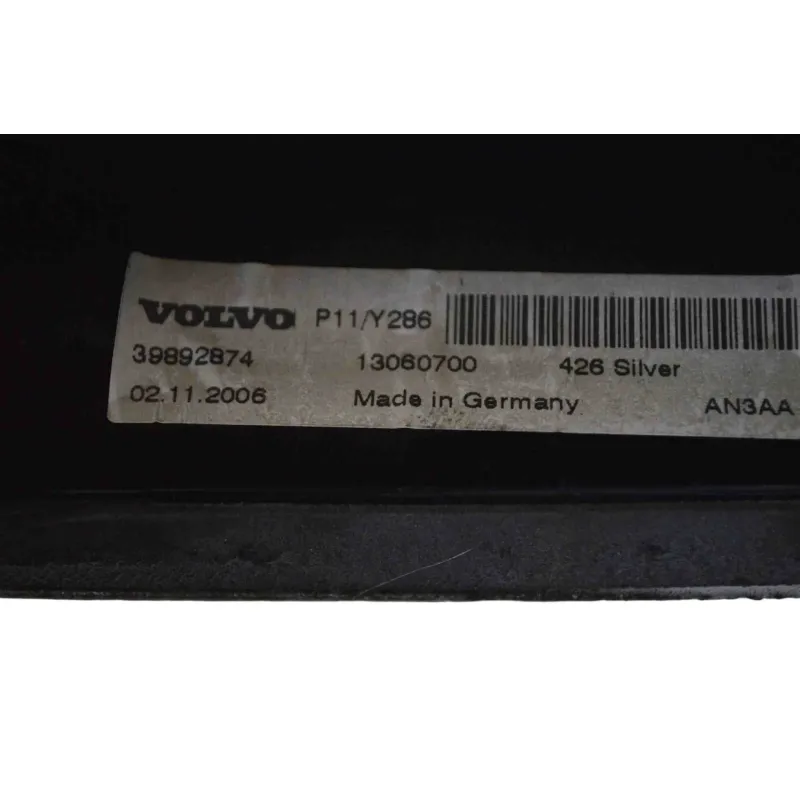 VOLVO P11/Y286
39892874 13060700 426 Silver
02.11.2006 Made in Germany AN3AA